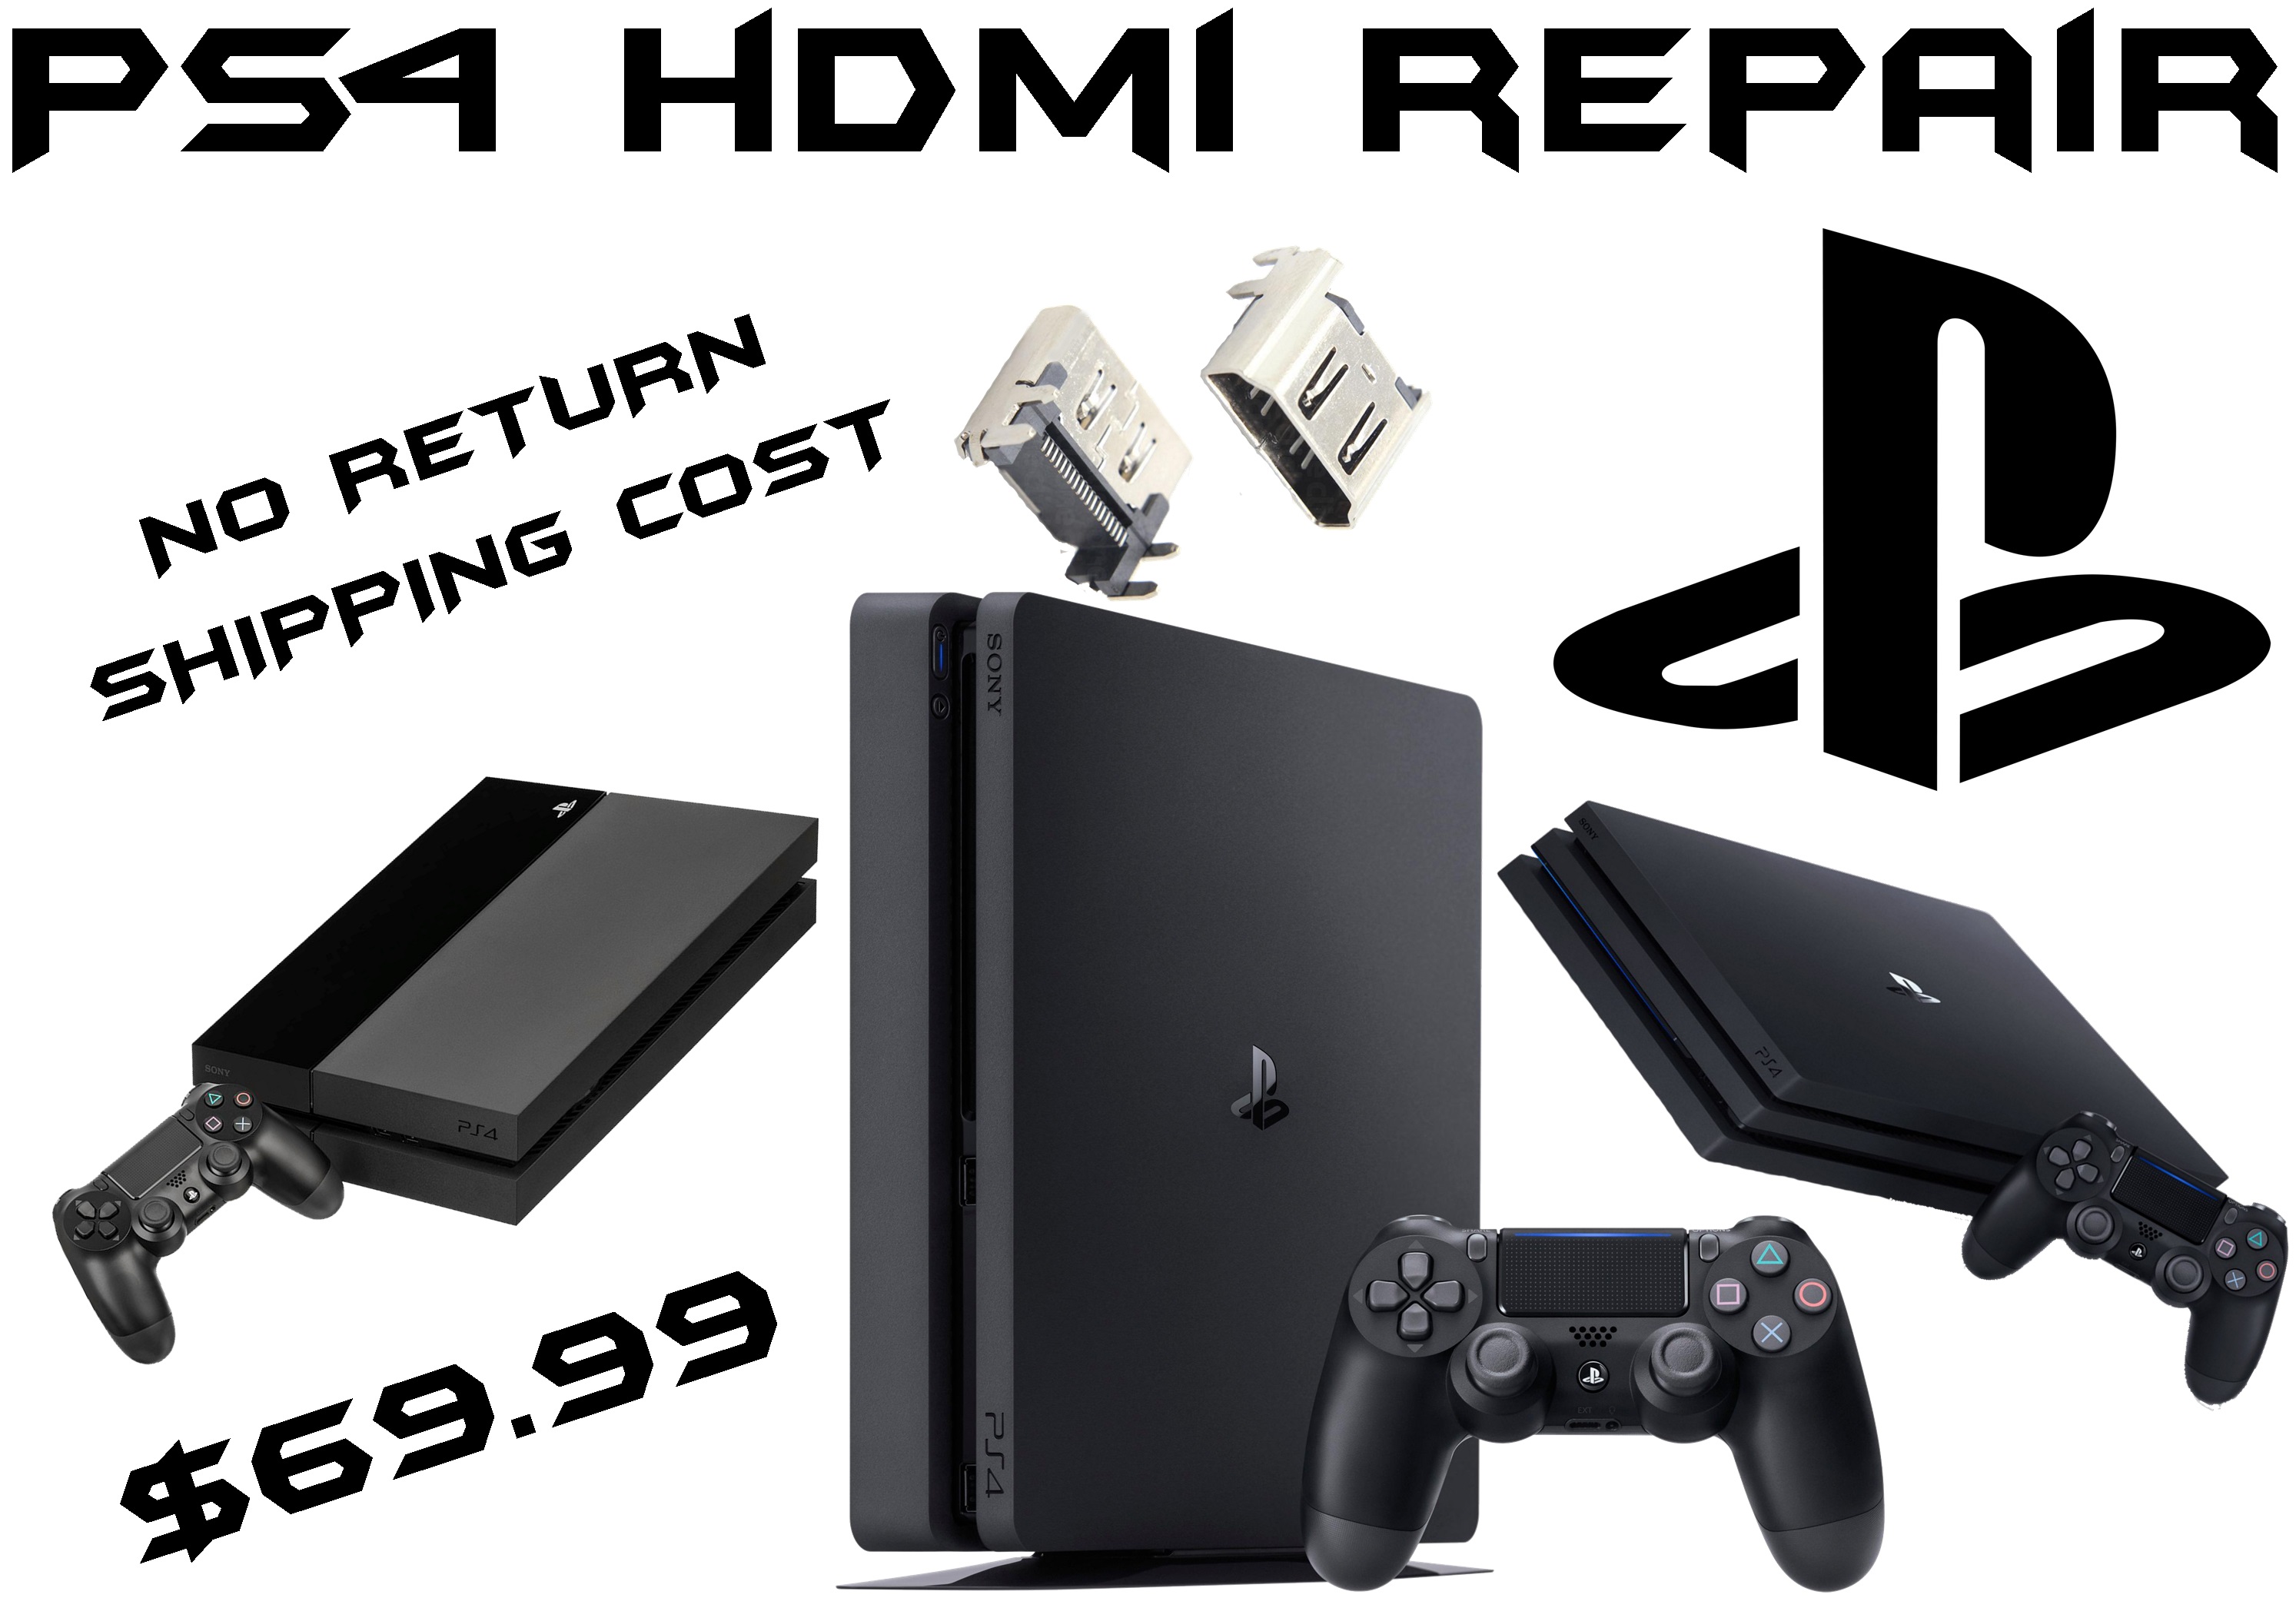 PS4 HDMI REPAIR
NO RETURN
SHIPPING COST
SONY
SONY
SONY
PS4
PS4
PS4
$69.99